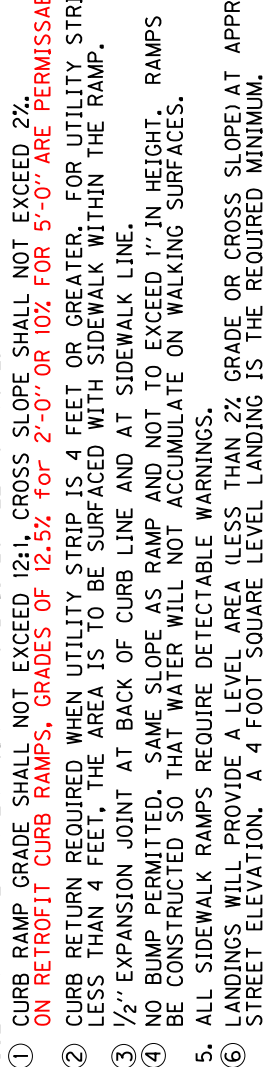 ① CURB RAMP GRADE SHALL NOT EXCEED 12:1, CROSS SLOPE SHALL NOT EXCEED 2%.
ON RETROFIT CURB RAMPS, GRADES OF 12.5% for 2'-0" OR 10% FOR 5'-0" ARE PERMISSAB
② CURB RETURN REQUIRED WHEN UTILITY STRIP IS 4 FEET OR GREATER. FOR UTILITY STRI
LESS THAN 4 FEET, THE AREA IS TO BE SURFACED WITH SIDEWALK WITHIN THE RAMP.
③ 1/2" EXPANSION JOINT AT BACK OF CURB LINE AND AT SIDEWALK LINE.
④ NO BUMP PERMITTED. SAME SLOPE AS RAMP AND NOT TO EXCEED 1" IN HEIGHT. RAMPS
BE CONSTRUCTED SO THAT WATER WILL NOT ACCUMULATE ON WALKING SURFACES.
5. ALL SIDEWALK RAMPS REQUIRE DETECTABLE WARNINGS.
⑥ LANDINGS WILL PROVIDE A LEVEL AREA (LESS THAN 2% GRADE OR CROSS SLOPE) AT APPR
STREET ELEVATION. A 4 FOOT SQUARE LEVEL LANDING IS THE REQUIRED MINIMUM.